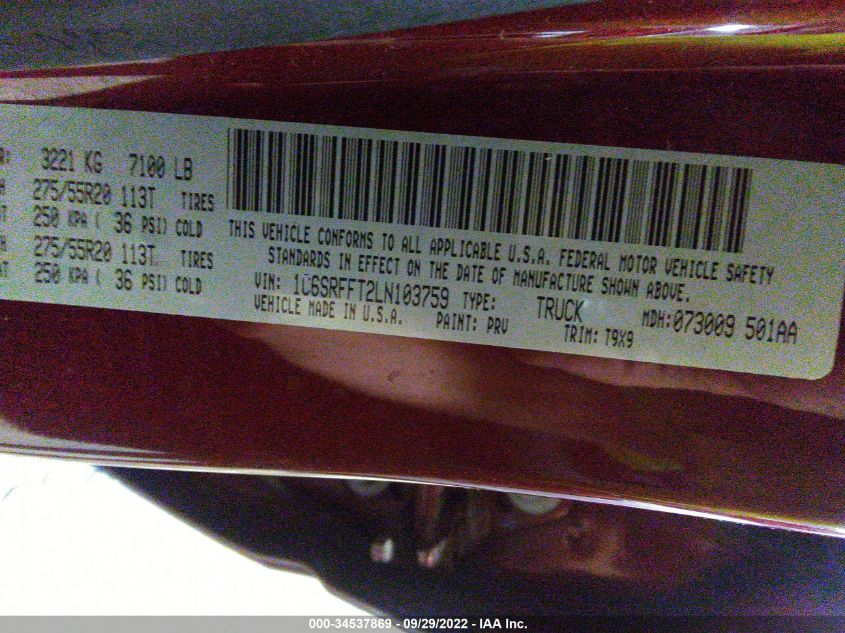 R: 3221 KG 7100 LB
H 275/55R20 113T TIRES
AT 250 KPA ( 36 PSI) COLD
H 275/55R20 113T TIRES
AT 250 KPA ( 36 PSI) COLD
THIS VEHICLE CONFORMS TO ALL APPLICABLE U.S.A. FEDERAL MOTOR VEHICLE SAFETY
STANDARDS IN EFFECT ON THE DATE OF MANUFACTURE SHOWN ABOVE.
VIN: 1C6SRFFT2LN103759 TYPE: TRUCK MDH:073009 501AA
VEHICLE MADE IN U.S.A. PAINT: PRV TRIM: T9X9
000-34537869 - 09/29/2022 - IAA Inc.